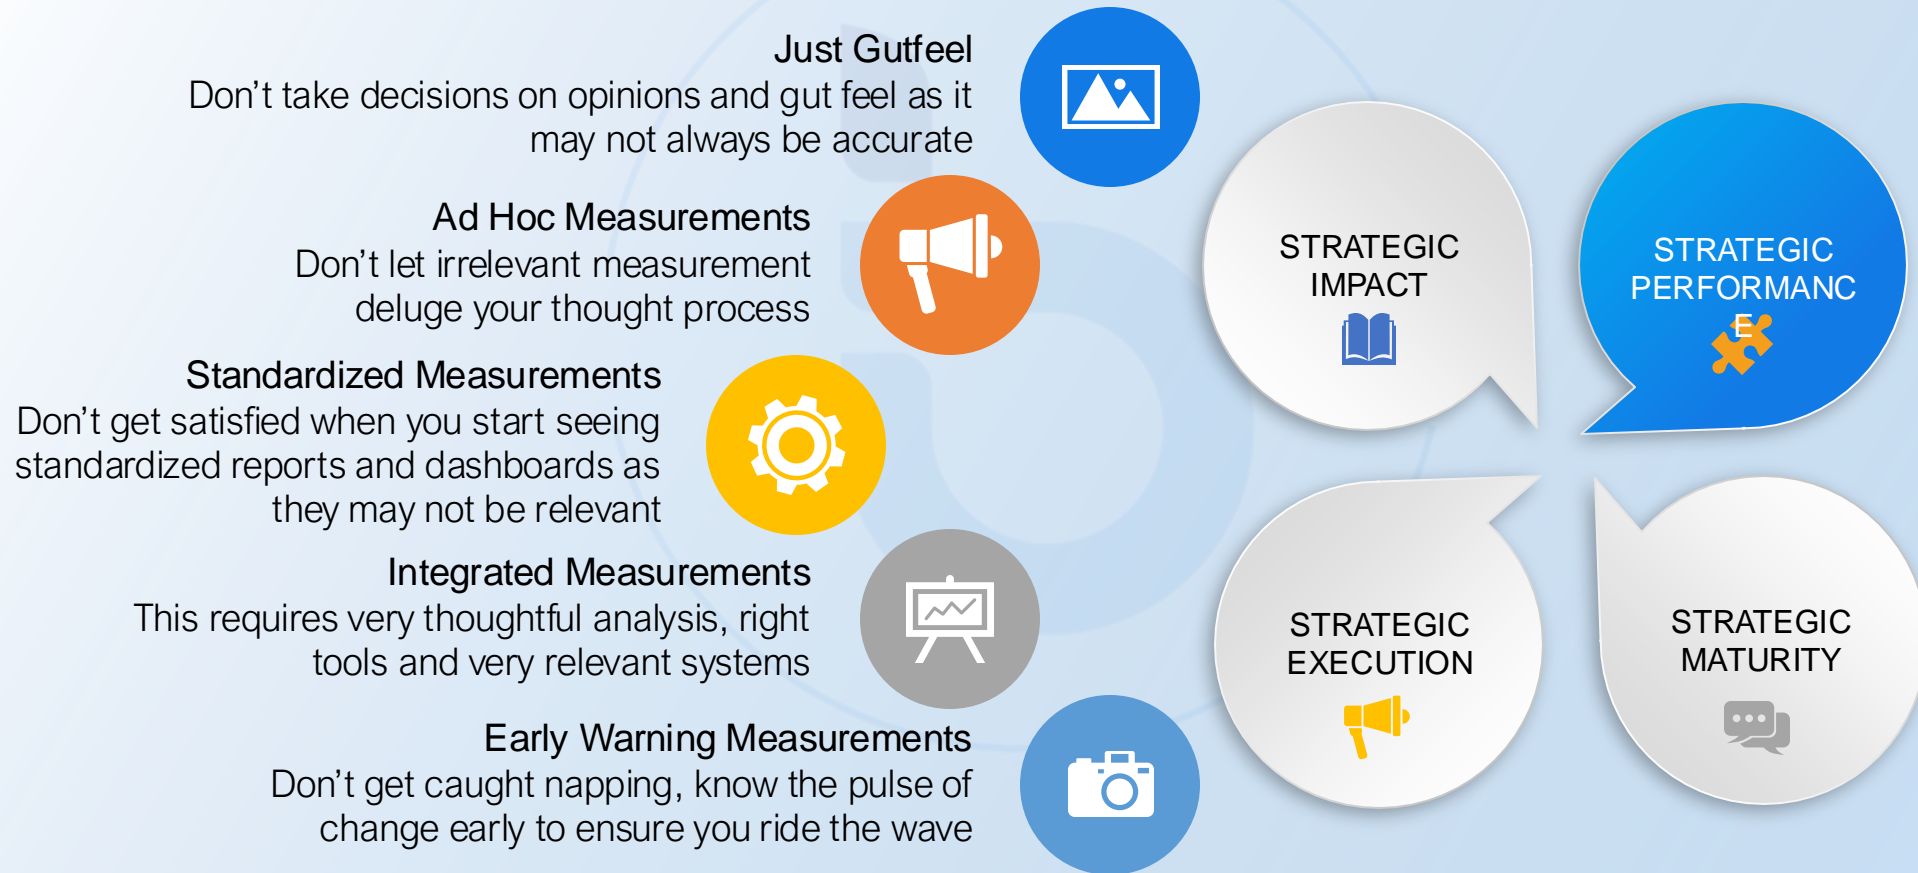 Just Gutfeel
Don't take decisions on opinions and gut feel as it
may not always be accurate
Ad Hoc Measurements
Don't let irrelevant measurement
deluge your thought process
Standardized Measurements
Don't get satisfied when you start seeing
standardized reports and dashboards as
they may not be relevant
Integrated Measurements
This requires very thoughtful analysis, right
tools and very relevant systems
Early Warning Measurements
Don't get caught napping, know the pulse of
change early to ensure you ride the wave
STRATEGIC
IMPACT
STRATEGIC
PERFORMANC
E
STRATEGIC
EXECUTION
STRATEGIC
MATURITY